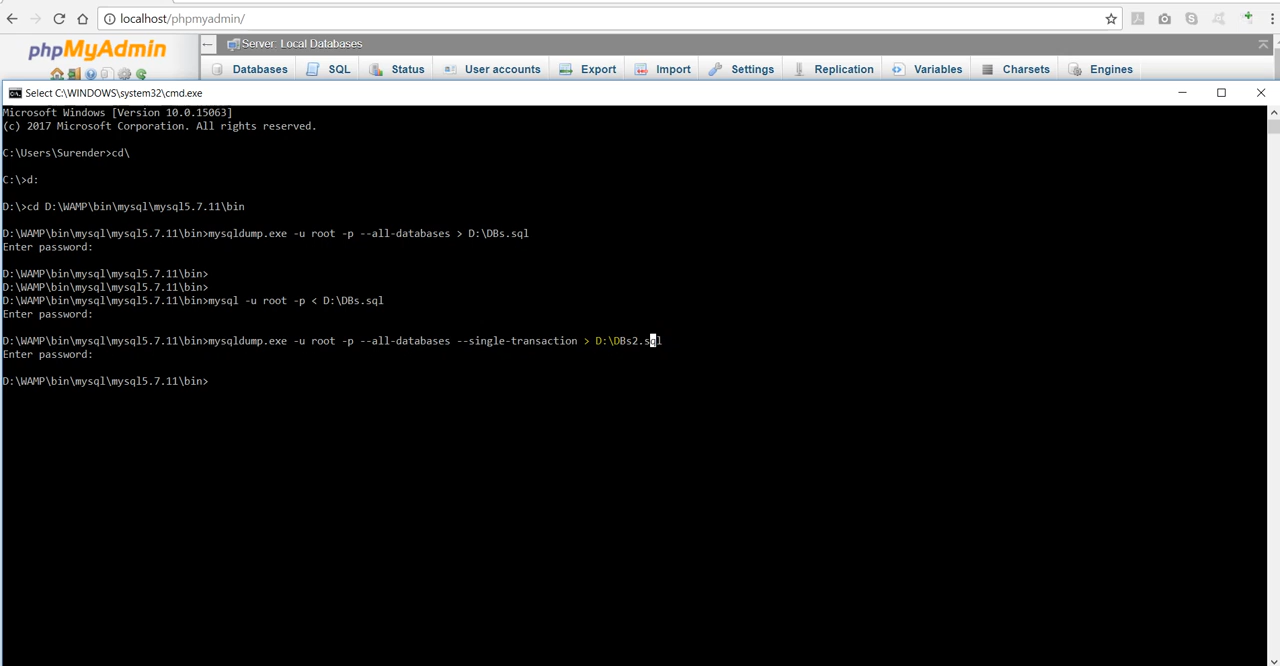 localhost/phpmyadmin/
phpMyAdmin
Server: Local Databases
Databases SQL Status User accounts Export Import Settings Replication Variables Charsets Engines
Select C:\WINDOWS\system32\cmd.exe
Microsoft Windows [Version 10.0.15063]
(c) 2017 Microsoft Corporation. All rights reserved.
C:\Users\Surender>cd\
C:\>d:
D:\>cd D:\WAMP\bin\mysql\mysql5.7.11\bin
D:\WAMP\bin\mysql\mysql5.7.11\bin>mysqldump.exe -u root -p --all-databases > D:\DBs.sql
Enter password:
D:\WAMP\bin\mysql\mysql5.7.11\bin>
D:\WAMP\bin\mysql\mysql5.7.11\bin>
D:\WAMP\bin\mysql\mysql5.7.11\bin>mysql -u root -p < D:\DBs.sql
Enter password:
D:\WAMP\bin\mysql\mysql5.7.11\bin>mysqldump.exe -u root -p --all-databases --single-transaction > D:\DBs2.sql
Enter password:
D:\WAMP\bin\mysql\mysql5.7.11\bin>